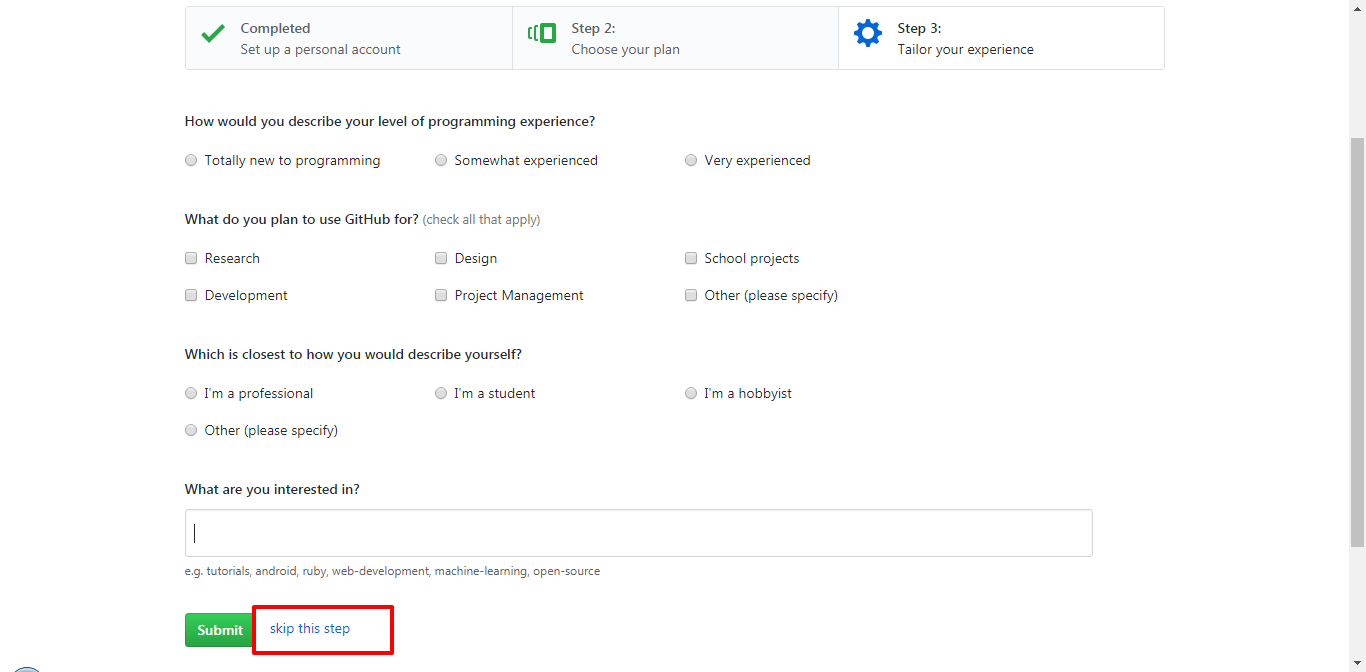 Completed
Set up a personal account
Step 2:
Choose your plan
Step 3:
Tailor your experience
How would you describe your level of programming experience?
Totally new to programming
Somewhat experienced
Very experienced
What do you plan to use GitHub for? (check all that apply)
Research
Design
School projects
Development
Project Management
Other (please specify)
Which is closest to how you would describe yourself?
I'm a professional
I'm a student
I'm a hobbyist
Other (please specify)
What are you interested in?
e.g. tutorials, android, ruby, web-development, machine-learning, open-source
Submit
skip this step